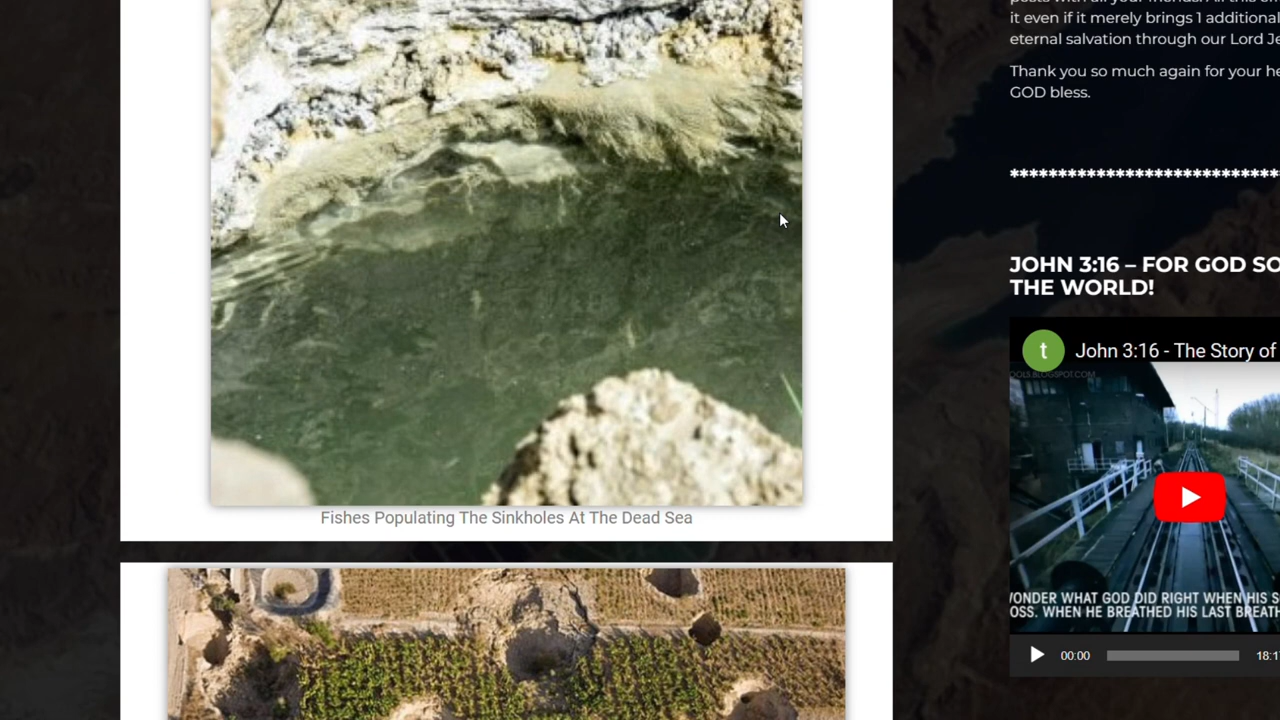 it even if it merely brings 1 additional
eternal salvation through our Lord Je
Thank you so much again for your he
GOD bless.
****************************
JOHN 3:16 – FOR GOD SO
THE WORLD!
t
John 3:16 - The Story of
WONDER WHAT GOD DID RIGHT WHEN HIS S
OSS. WHEN HE BREATHED HIS LAST BREATH
00:00
18:1
Fishes Populating The Sinkholes At The Dead Sea